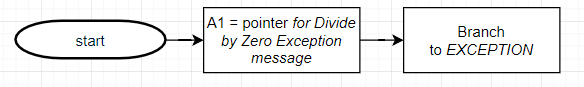 start
A1 = pointer for Divide
by Zero Exception
message
Branch
to EXCEPTION